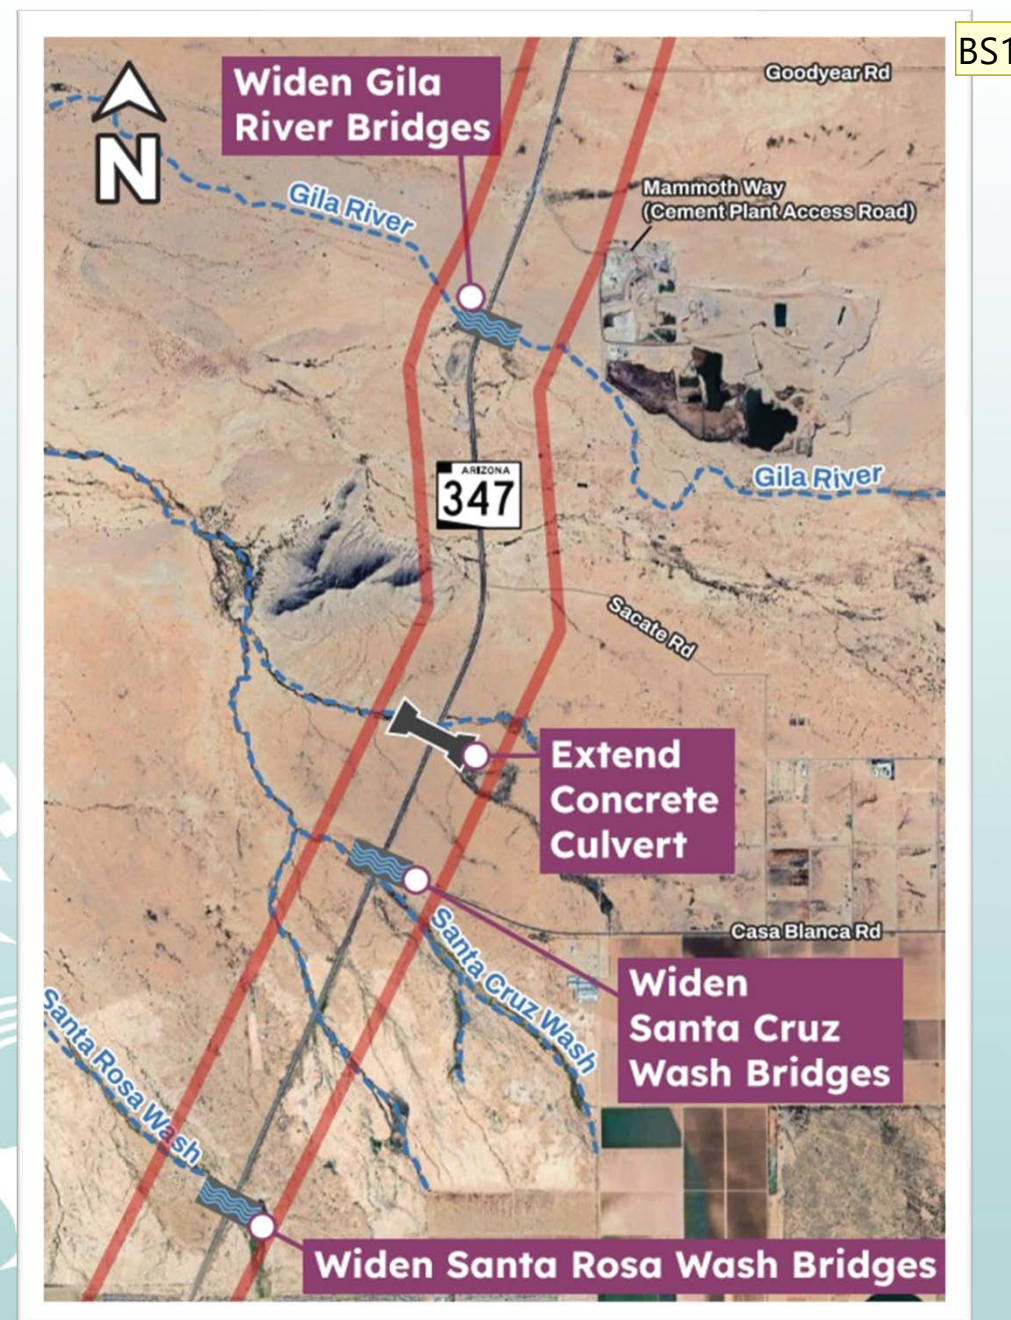 BS1
Goodyear Rd
Widen Gila
River Bridges
N
Mammoth Way
(Cement Plant Access Road)
Gila River
ARIZONA
347
Gila River
Sacate Rd
Extend
Concrete
Culvert
Casa Blanca Rd
Santa Cruz Wash
Widen
Santa Cruz
Wash Bridges
Santa Rosa Wash
Widen Santa Rosa Wash Bridges